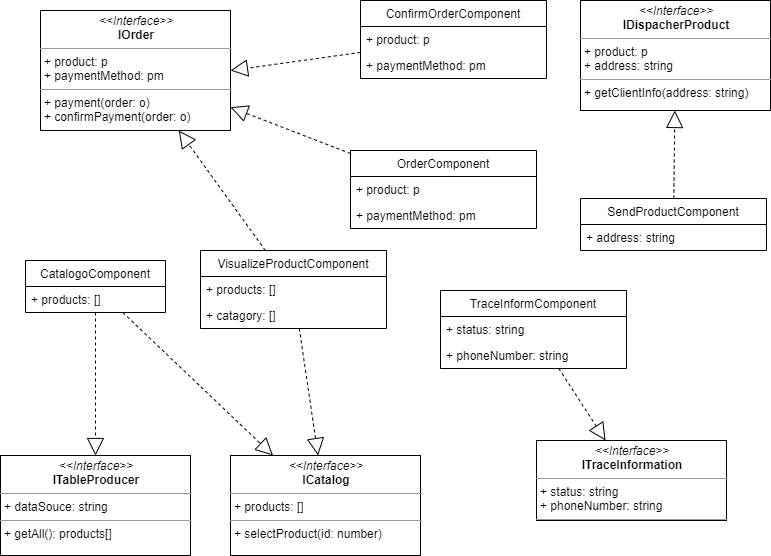 <<Interface>>
IOrder
+ product: p
+ paymentMethod: pm
+ payment(order: o)
+ confirmPayment(order: o)
ConfirmOrderComponent
+ product: p
+ paymentMethod: pm
<<Interface>>
IDispacherProduct
+ product: p
+ address: string
+ getClientInfo(address: string)
OrderComponent
+ product: p
+ paymentMethod: pm
SendProductComponent
+ address: string
CatalogoComponent
+ products: []
VisualizeProductComponent
+ products: []
+ catagory: []
TraceInformComponent
+ status: string
+ phoneNumber: string
<<Interface>>
ITableProducer
+ dataSouce: string
+ getAll(): products[]
<<Interface>>
ICatalog
+ products: []
+ selectProduct(id: number)
<<Interface>>
ITraceInformation
+ status: string
+ phoneNumber: string